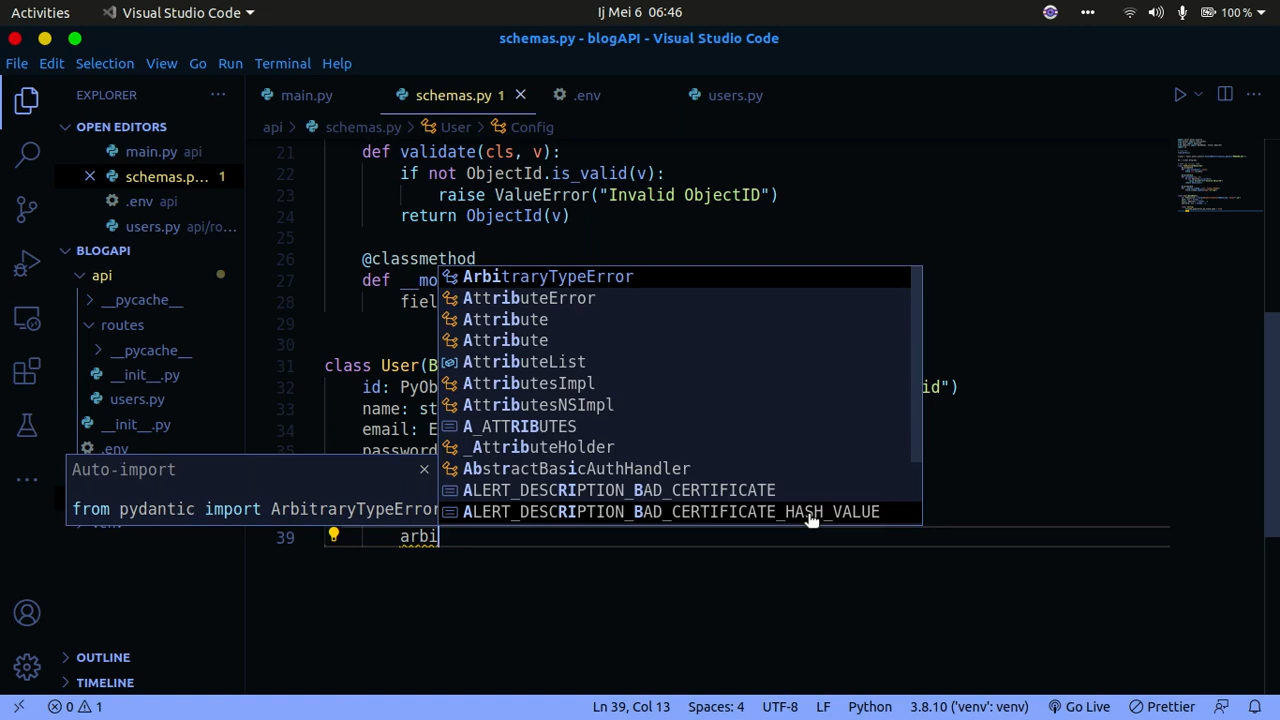 Activities
Visual Studio Code
Ij Mei 6 06:46
100 %
schemas.py - blogAPI - Visual Studio Code
File Edit Selection View Go Run Terminal Help
EXPLORER
main.py
schemas.py 1
.env
users.py
api > schemas.py > User > Config
OPEN EDITORS
main.py api
schemas.p... 1
.env api
users.py api/ro...
BLOGAPI
api
__pycache__
routes
__pycache__
__init__.py
users.py
__init__.py
.env
21 def validate(cls, v):
22 if not ObjectId.is_valid(v):
23 raise ValueError("Invalid ObjectID")
24 return ObjectId(v)
25
26 @classmethod
27 def __mo
28 fiel
29
30
31 class User(B
32 id: PyOb id")
33 name: st
34 email: E
35 password
39 arbi
ArbitraryTypeError
AttributeError
Attribute
Attribute
AttributeList
AttributesImpl
AttributesNSImpl
A_ATTRIBUTES
_AttributeHolder
AbstractBasicAuthHandler
ALERT_DESCRIPTION_BAD_CERTIFICATE
ALERT_DESCRIPTION_BAD_CERTIFICATE_HASH_VALUE
Auto-import
from pydantic import ArbitraryTypeError
OUTLINE
TIMELINE
0 1
Ln 39, Col 13
Spaces: 4
UTF-8
LF
Python
3.8.10 ('venv': venv)
Go Live
Prettier